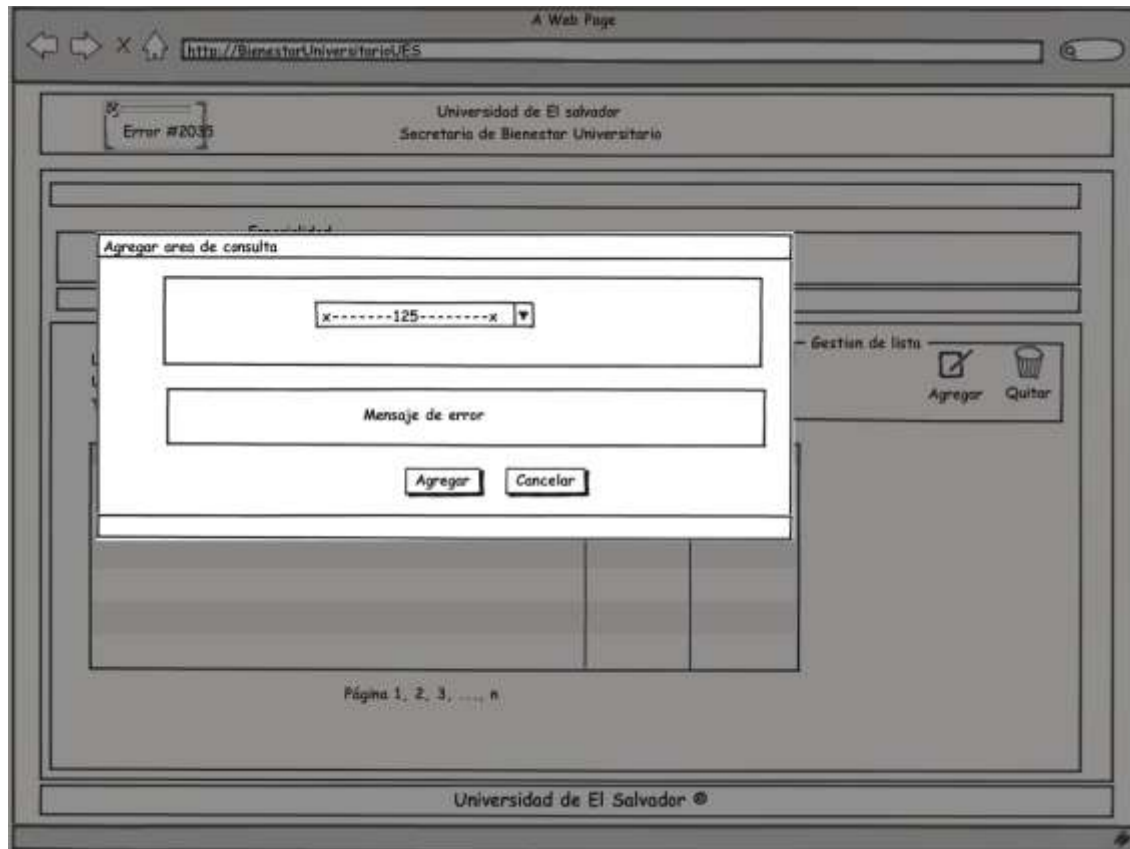 A Web Page
http://BienestarUniversitarioUES
Error #2035
Universidad de El salvador
Secretaria de Bienestar Universitario
Especialidad
Agregar area de consulta
x-------125--------x
Mensaje de error
Agregar
Cancelar
Gestion de lista
Agregar
Quitar
Página 1, 2, 3, ...., n
Universidad de El Salvador ®